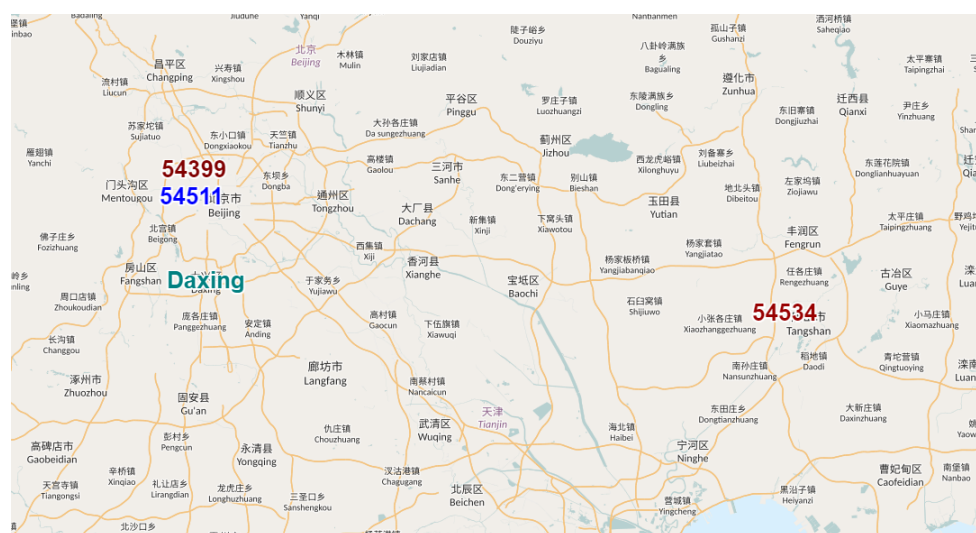 陡子峪乡
Douziyu
Nantianmen
孤山子镇
Gushanzi
洒河桥镇
Saheqiao
Badaling
Jiuduhe
Yanqi
北京
Beijing
木林镇
Mulin
刘家店镇
Liujiadian
八卦岭满族
乡
Bagualing
太平寨镇
Taipingzhai
昌平区
Changping
兴寿镇
Xingshou
流村镇
Liucun
顺义区
Shunyi
平谷区
Pinggu
罗庄子镇
Luozhuangzi
东陵满族乡
Dongling
遵化市
Zunhua
东旧寨镇
Dongjiuzhai
迁西县
Qianxi
尹庄乡
Yinzhuang
苏家坨镇
Sujiatuo
东小口镇
Dongxiaokou
天竺镇
Tianzhu
大孙各庄镇
Da sungezhuang
蓟州区
Jizhou
雁翅镇
Yanchi
54399
高楼镇
Gaolou
三河市
Sanhe
西龙虎峪镇
Xilonghuyu
刘备寨乡
Liubeizhai
东莲花院镇
Donglianhuayuan
门头沟区
Mentougou
54511
京市
Beijing
东坝乡
Dongba
通州区
Tongzhou
东二营镇
Dong'erying
别山镇
Bieshan
地北头镇
Dibeitou
左家坞镇
Ziojiawu
大厂县
Dachang
新集镇
Xinji
下窝头镇
Xiawotou
玉田县
Yutian
太平庄镇
Taipingzhuang
佛子庄乡
Fozizhuang
北宫镇
Beigong
西集镇
Xiji
杨家套镇
Yangjiatao
丰润区
Fengrun
房山区
Fangshan
Daxing
Daxing
于家务乡
Yujiawu
香河县
Xianghe
宝坻区
Baochi
杨家板桥镇
Yangjiabanqiao
任各庄镇
Rengezhuang
古冶区
Guye
周口店镇
Zhoukoudian
庞各庄镇
Panggezhuang
安定镇
Anding
高村镇
Gaocun
下伍旗镇
Xiawuqi
石臼窝镇
Shijiuwo
小张各庄镇
Xiaozhanggezhuang
54534
市
Tangshan
小马庄镇
Xiaomazhuang
长沟镇
Changgou
廊坊市
Langfang
南孙庄镇
Nansunzhuang
稻地镇
Daodi
青坨营镇
Qingtuoying
涿州市
Zhuozhou
固安县
Gu'an
南蔡村镇
Nancaicun
天津
Tianjin
东田庄乡
Dongtianzhuang
大新庄镇
Daxinzhuang
仇庄镇
Chouzhuang
武清区
Wuqing
海北镇
Haibei
高碑店市
Gaobeidian
彭村乡
Pengcun
永清县
Yongqing
宁河区
Ninghe
辛桥镇
Xinqiao
汊沽港镇
Chagugang
曹妃甸区
Caofeidian
南堡镇
Nanbao
天宫寺镇
Tiangongsi
礼让店乡
Lirangdian
龙虎庄乡
Longhuzhuang
三圣口乡
Sanshengkou
北辰区
Beichen
营城镇
Yingcheng
黑沿子镇
Heiyanzi
北沙口乡